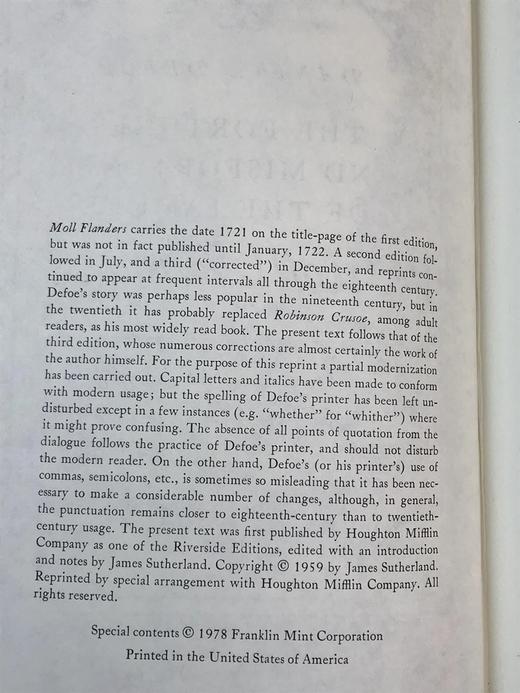 Moll Flanders carries the date 1721 on the title-page of the first edition,
but was not in fact published until January, 1722. A second edition fol-
lowed in July, and a third (“corrected”) in December, and reprints con-
tinued to appear at frequent intervals all through the eighteenth century.
Defoe’s story was perhaps less popular in the nineteenth century, but in
the twentieth it has probably replaced Robinson Crusoe, among adult
readers, as his most widely read book. The present text follows that of the
third edition, whose numerous corrections are almost certainly the work of
the author himself. For the purpose of this reprint a partial modernization
has been carried out. Capital letters and italics have been made to conform
with modern usage; but the spelling of Defoe’s printer has been left un-
disturbed except in a few instances (e.g. “whether” for “whither”) where
it might prove confusing. The absence of all points of quotation from the
dialogue follows the practice of Defoe’s printer, and should not disturb
the modern reader. On the other hand, Defoe’s (or his printer’s) use of
commas, semicolons, etc., is sometimes so misleading that it has been nec-
essary to make a considerable number of changes, although, in general,
the punctuation remains closer to eighteenth-century than to twentieth-
century usage. The present text was first published by Houghton Mifflin
Company as one of the Riverside Editions, edited with an introduction
and notes by James Sutherland. Copyright © 1959 by James Sutherland.
Reprinted by special arrangement with Houghton Mifflin Company. All
rights reserved.
Special contents © 1978 Franklin Mint Corporation
Printed in the United States of America